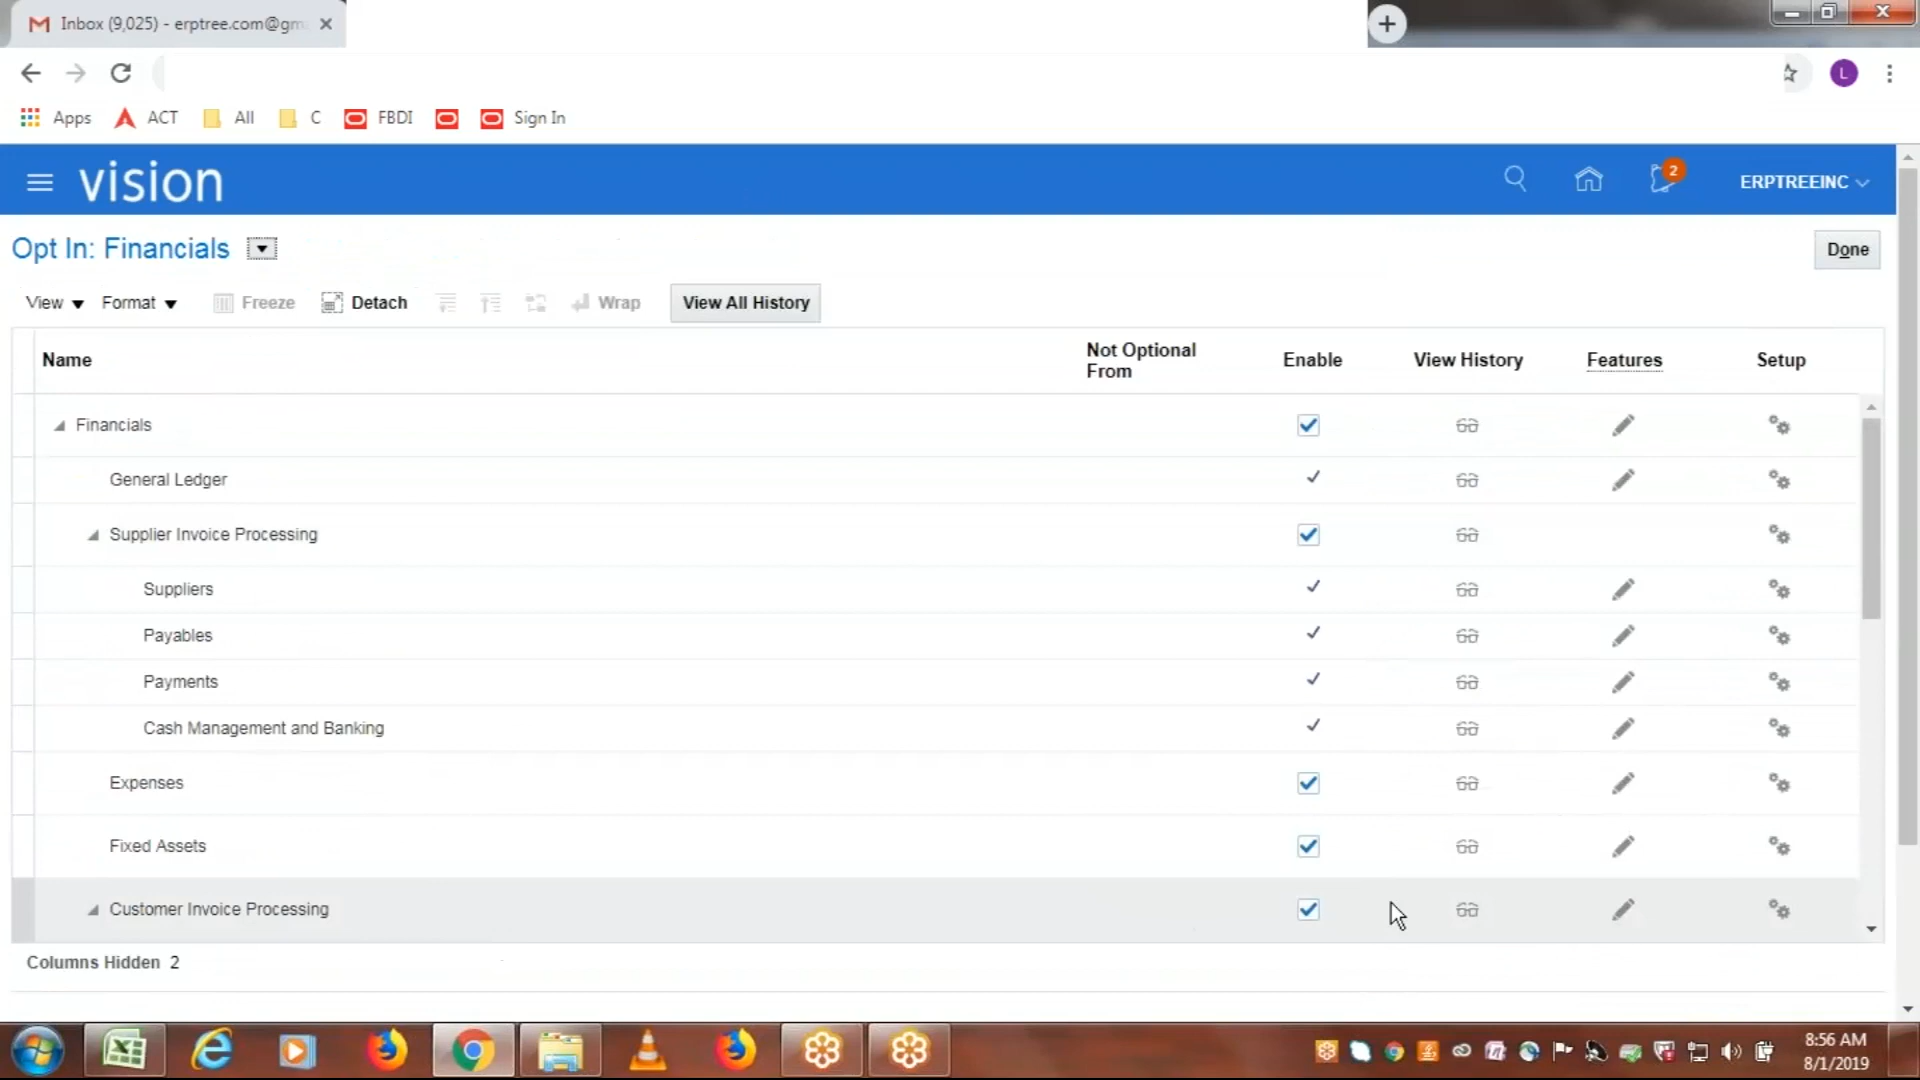 Inbox (9,025) - erptree.com@gm
Apps ACT All C FBDI Sign In
vision
2
ERPTREEINC
Opt In: Financials
Done
View Format Freeze Detach Wrap View All History
Name Not Optional From Enable View History Features Setup
Financials
General Ledger
Supplier Invoice Processing
Suppliers
Payables
Payments
Cash Management and Banking
Expenses
Fixed Assets
Customer Invoice Processing
Columns Hidden 2
8:56 AM
8/1/2019
L